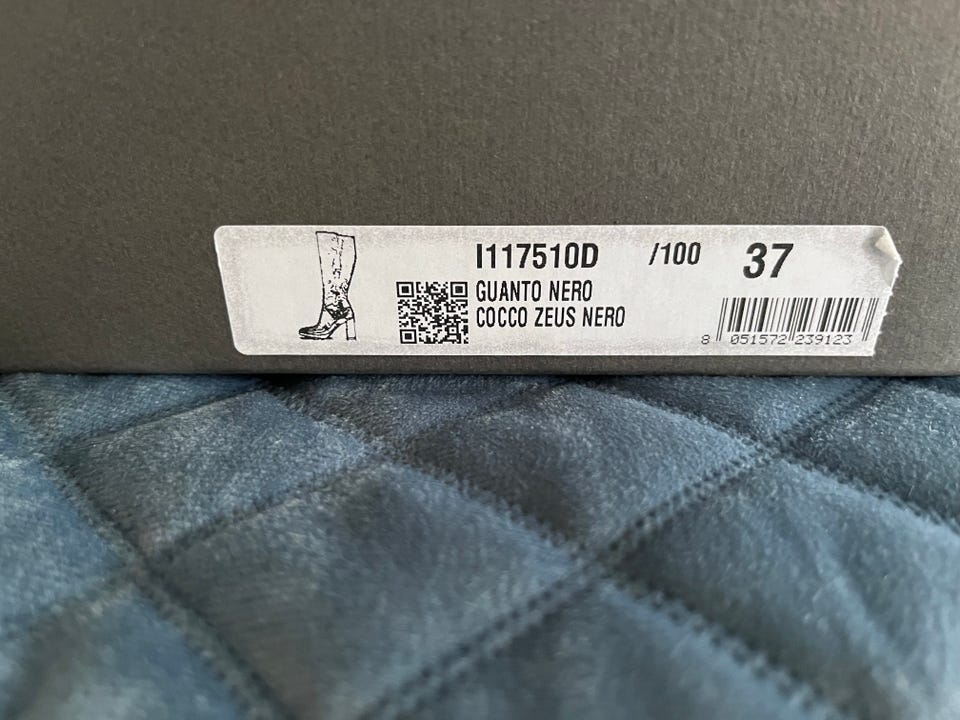 I117510D /100 37
GUANTO NERO
COCCO ZEUS NERO
8 051572 239123